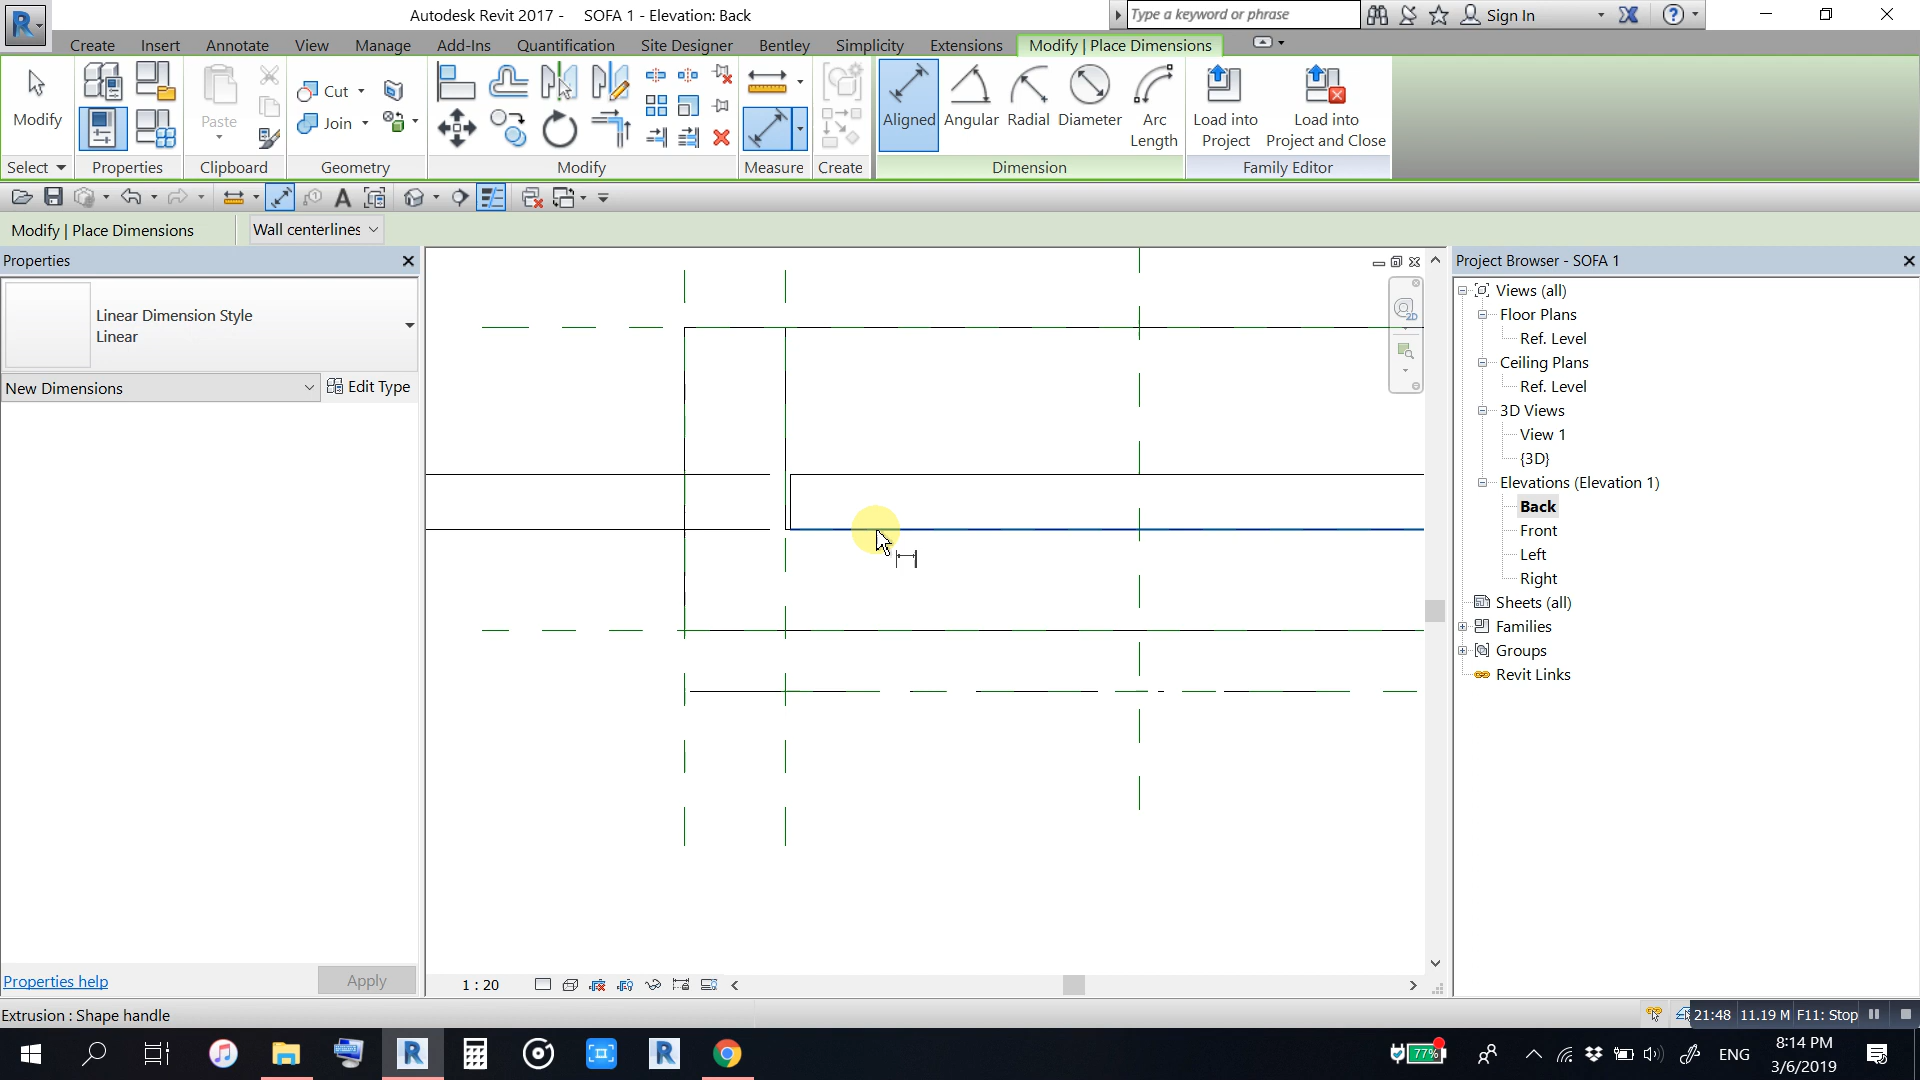 Autodesk Revit 2017 - SOFA 1 - Elevation: Back
Type a keyword or phrase
Sign In
Create Insert Annotate View Manage Add-Ins Quantification Site Designer Bentley Simplicity Extensions Modify | Place Dimensions
Modify
Paste
Cut
Join
Aligned Angular Radial Diameter Arc Length
Load into Project
Load into Project and Close
Select Properties Clipboard Geometry Modify Measure Create Dimension Family Editor
Modify | Place Dimensions Wall centerlines
Properties
Linear Dimension Style
Linear
New Dimensions Edit Type
Properties help Apply
2D
1 : 20
Project Browser - SOFA 1
Views (all)
Floor Plans
Ref. Level
Ceiling Plans
Ref. Level
3D Views
View 1
{3D}
Elevations (Elevation 1)
Back
Front
Left
Right
Sheets (all)
Families
Groups
Revit Links
Extrusion : Shape handle
21:48 11.19 M F11: Stop
77%
ENG
8:14 PM
3/6/2019